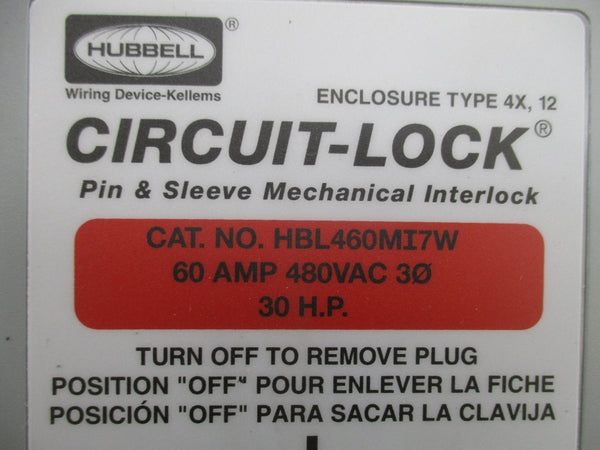 HUBBELL®
Wiring Device-Kellems
ENCLOSURE TYPE 4X, 12
CIRCUIT-LOCK®
Pin & Sleeve Mechanical Interlock
CAT. NO. HBL460MI7W
60 AMP 480VAC 3Ø
30 H.P.
TURN OFF TO REMOVE PLUG
POSITION "OFF" POUR ENLEVER LA FICHE
POSICIÓN "OFF" PARA SACAR LA CLAVIJA